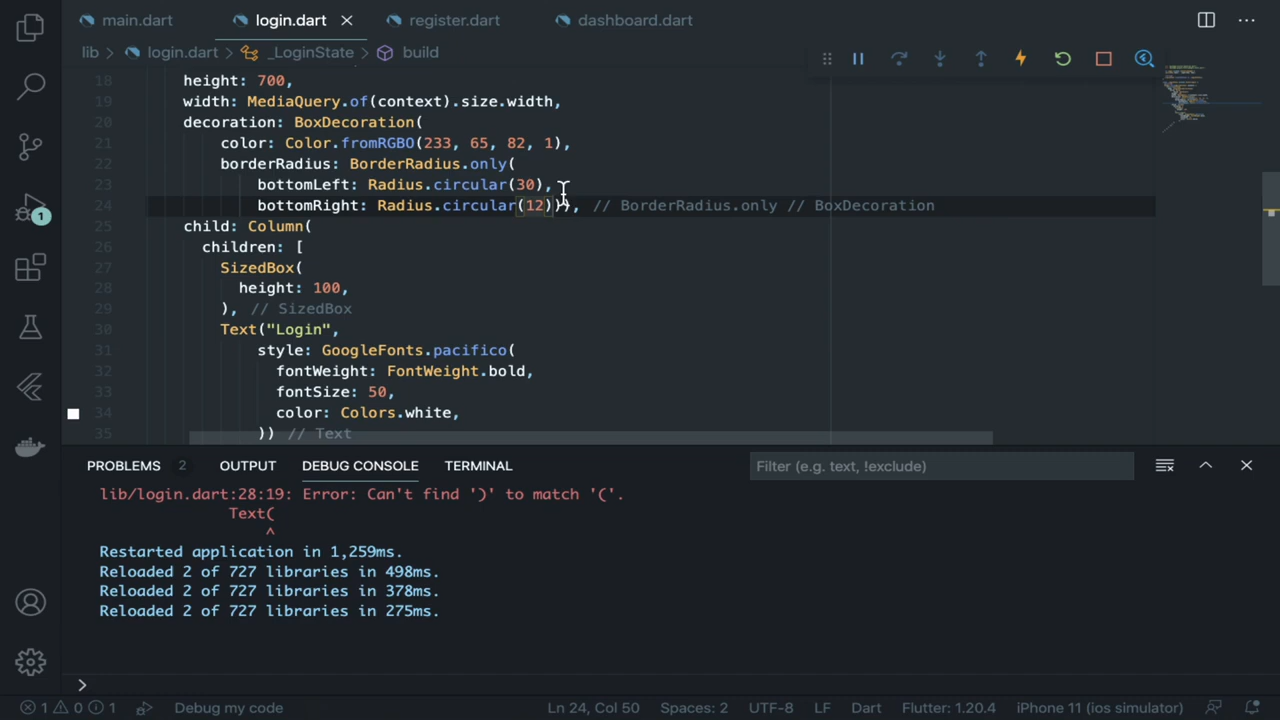 main.dart login.dart register.dart dashboard.dart
lib login.dart _LoginState build
18 height: 700,
19 width: MediaQuery.of(context).size.width,
20 decoration: BoxDecoration(
21 color: Color.fromRGBO(233, 65, 82, 1),
22 borderRadius: BorderRadius.only(
23 bottomLeft: Radius.circular(30),
24 bottomRight: Radius.circular(12))), // BorderRadius.only // BoxDecoration
25 child: Column(
26 children: [
27 SizedBox(
28 height: 100,
29 ), // SizedBox
30 Text("Login",
31 style: GoogleFonts.pacifico(
32 fontWeight: FontWeight.bold,
33 fontSize: 50,
34 color: Colors.white,
35 )) // Text
1
PROBLEMS 2 OUTPUT DEBUG CONSOLE TERMINAL Filter (e.g. text, !exclude)
lib/login.dart:28:19: Error: Can't find ')' to match '('.
Text(
^
Restarted application in 1,259ms.
Reloaded 2 of 727 libraries in 498ms.
Reloaded 2 of 727 libraries in 378ms.
Reloaded 2 of 727 libraries in 275ms.
>
1 0 1 Debug my code Ln 24, Col 50 Spaces: 2 UTF-8 LF Dart Flutter: 1.20.4 iPhone 11 (ios simulator)